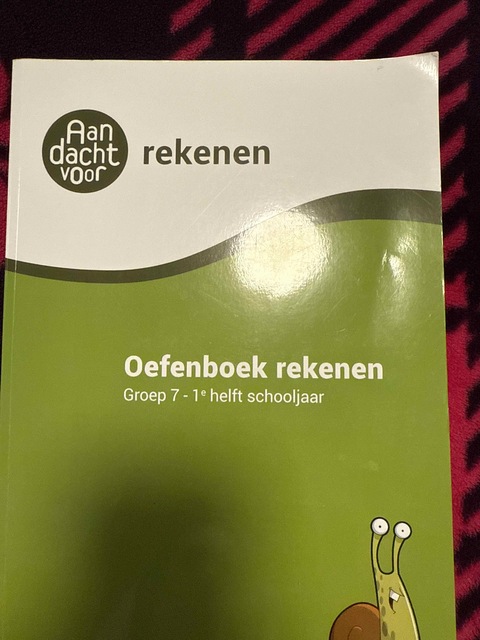 Aan
dacht
voor
rekenen
Oefenboek rekenen
Groep 7 - 1e helft schooljaar